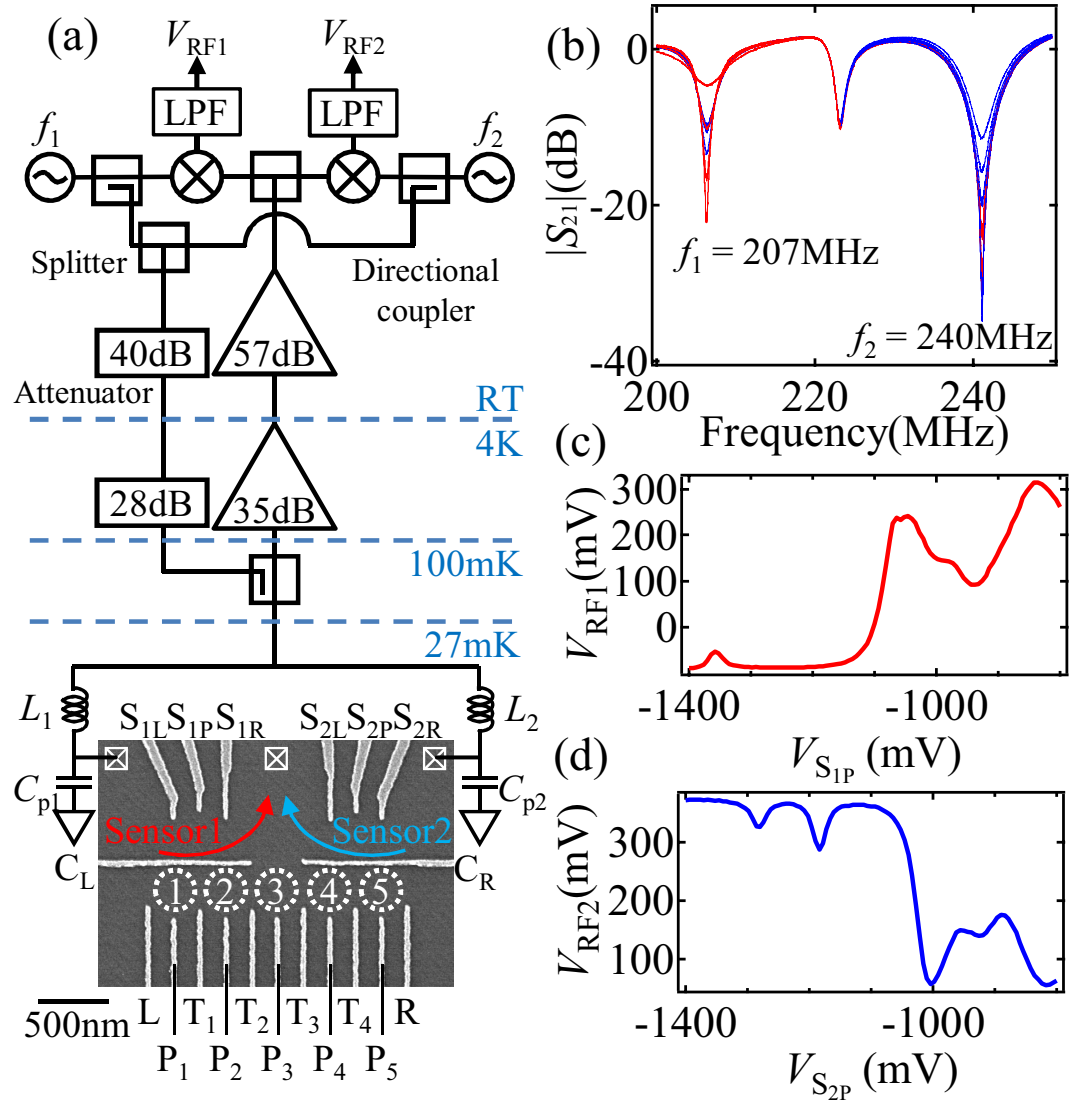 (a)
V_RF1 V_RF2
LPF LPF
f_1 f_2
Splitter
Directional
coupler
40dB 57dB
Attenuator
RT
4K
28dB 35dB
100mK
27mK
L_1 S_1L S_1P S_1R S_2L S_2P S_2R L_2
C_p1 C_p2
Sensor1 Sensor2
C_L C_R
1 2 3 4 5
500nm
L T_1 T_2 T_3 T_4 R
P_1 P_2 P_3 P_4 P_5
(b)
|S_21|(dB)
0
-20
-40
f_1 = 207MHz
f_2 = 240MHz
200 220 240
Frequency(MHz)
(c)
V_RF1(mV)
300
200
100
0
-1400 -1000
V_S1P (mV)
(d)
V_RF2(mV)
300
200
100
-1400 -1000
V_S2P (mV)